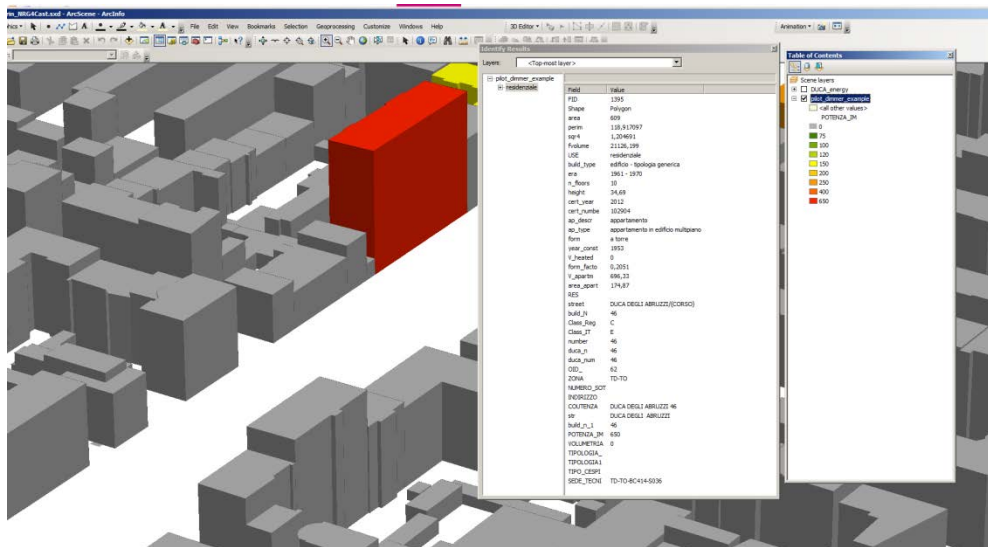 rin_NRG4Cast.sxd - ArcScene - ArcInfo
File Edit View Bookmarks Selection Geoprocessing Customize Windows Help
3D Editor
Animation
Identify Results
Layers: <Top-most layer>
pilot_dimmer_example
residenziale
Field Value
FID 1395
Shape Polygon
area 609
perim 118,917097
sqr4 1,204691
Fvolume 21126,199
USE residenziale
build_type edificio - tipologia generica
era 1961 - 1970
n_floors 10
height 34,69
cert_year 2012
cert_numbe 102904
ap_descr appartamento
ap_type appartamento in edificio multipiano
form a torre
year_const 1953
V_heated 0
form_facto 0,2051
V_apartm 696,33
area_apart 174,87
RES
street DUCA DEGLI ABRUZZI/(CORSO)
build_N 46
Class_Reg C
Class_IT E
number 46
duca_n 46
duca_num 46
OID_ 62
ZONA TD-TO
NUMERO_SOT
INDIRIZZO
COUTENZA DUCA DEGLI ABRUZZI 46
str DUCA DEGLI ABRUZZI
build_n_1 46
POTENZA_IM 650
VOLUMETRIA 0
TIPOLOGIA_
TIPOLOGIA1
TIPO_CESPI
SEDE_TECNI TD-TO-BC414-S036
Table of Contents
Scene layers
DUCA_energy
pilot_dimmer_example
<all other values>
POTENZA_IM
0
75
100
120
150
200
250
400
650